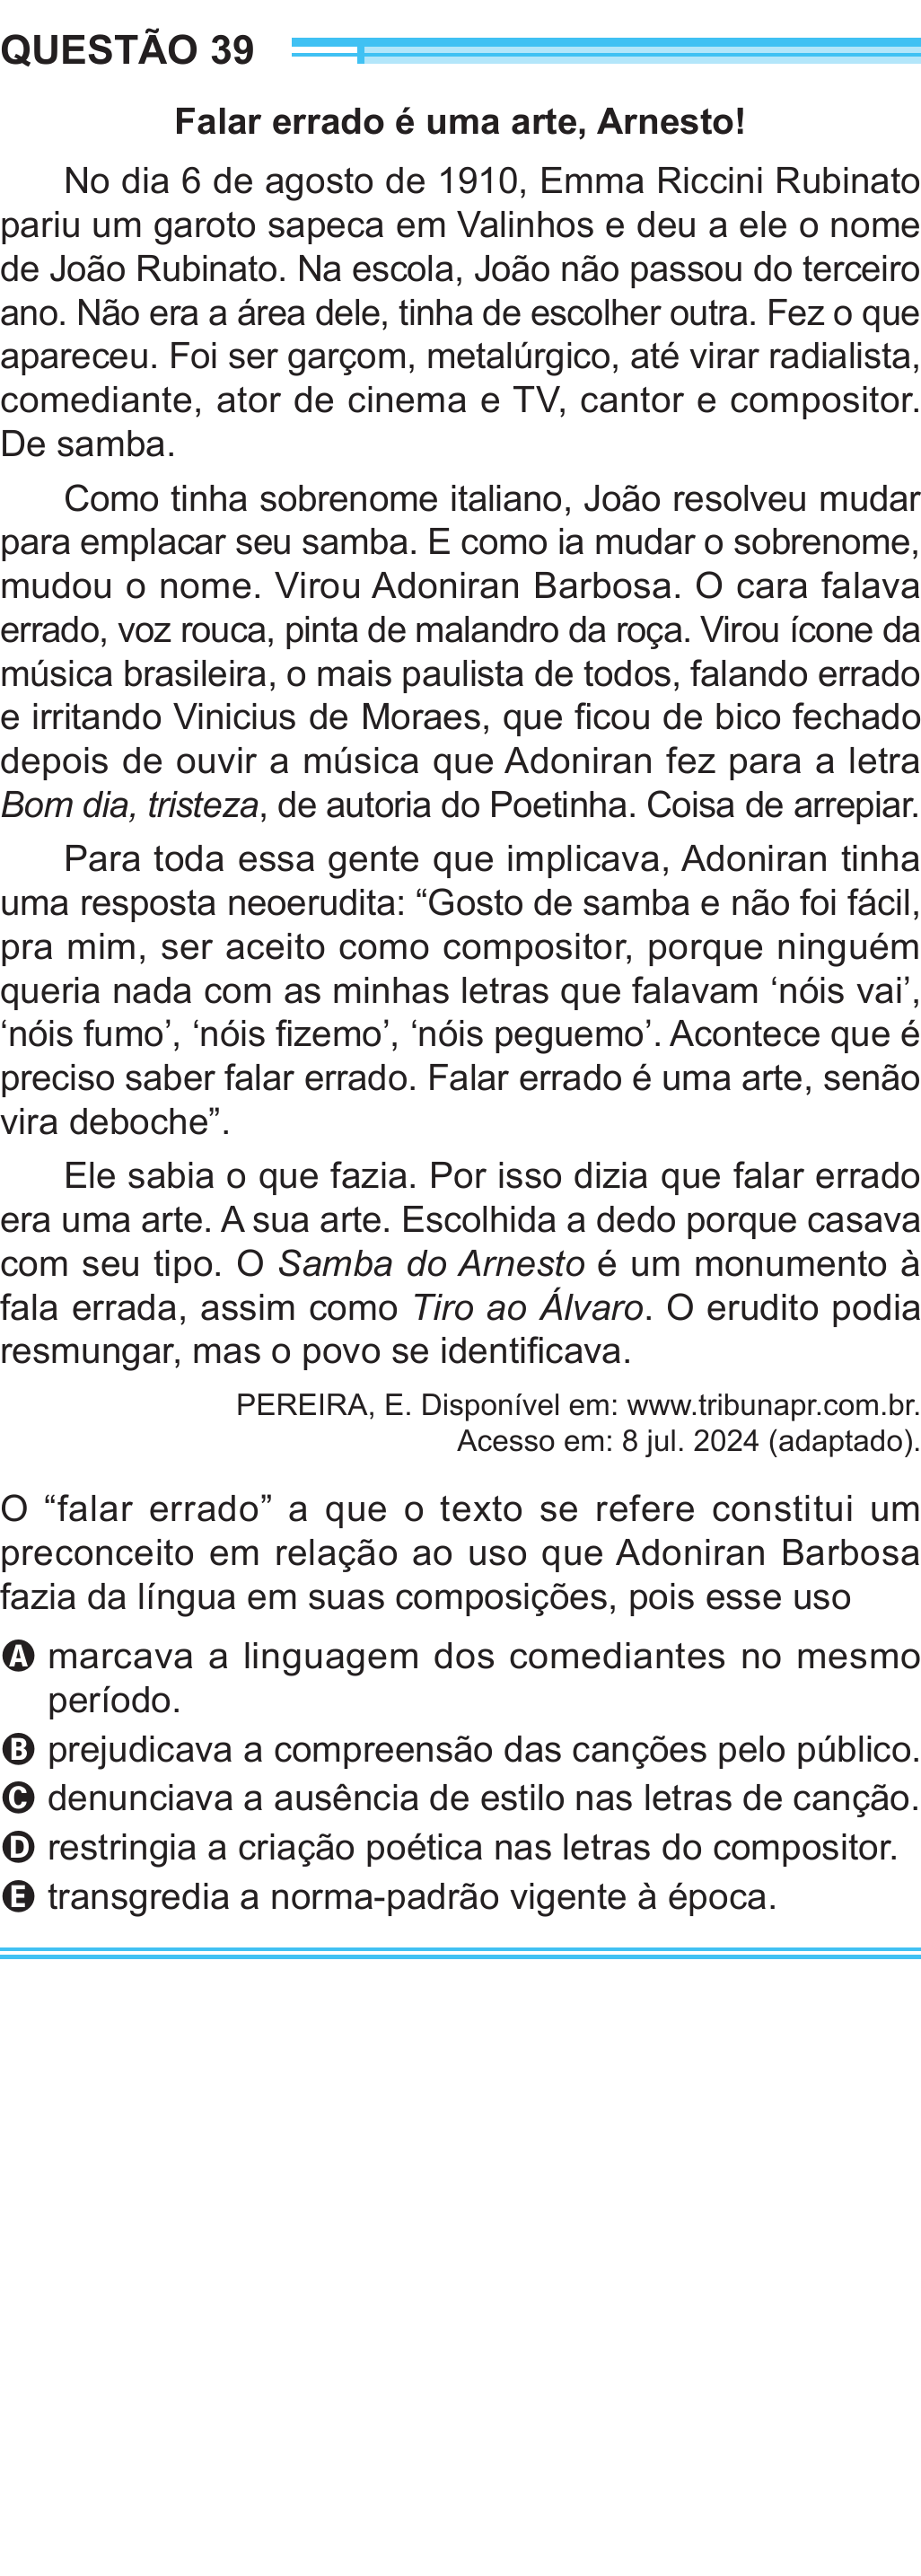 QUESTÃO 39
Falar errado é uma arte, Arnesto!
No dia 6 de agosto de 1910, Emma Riccini Rubinato
pariu um garoto sapeca em Valinhos e deu a ele o nome
de João Rubinato. Na escola, João não passou do terceiro
ano. Não era a área dele, tinha de escolher outra. Fez o que
apareceu. Foi ser garçom, metalúrgico, até virar radialista,
comediante, ator de cinema e TV, cantor e compositor.
De samba.
Como tinha sobrenome italiano, João resolveu mudar
para emplacar seu samba. E como ia mudar o sobrenome,
mudou o nome. Virou Adoniran Barbosa. O cara falava
errado, voz rouca, pinta de malandro da roça. Virou ícone da
música brasileira, o mais paulista de todos, falando errado
e irritando Vinicius de Moraes, que ficou de bico fechado
depois de ouvir a música que Adoniran fez para a letra
Bom dia, tristeza, de autoria do Poetinha. Coisa de arrepiar.
Para toda essa gente que implicava, Adoniran tinha
uma resposta neoerudita: “Gosto de samba e não foi fácil,
pra mim, ser aceito como compositor, porque ninguém
queria nada com as minhas letras que falavam ‘nóis vai’,
‘nóis fumo’, ‘nóis fizemo’, ‘nóis peguemo’. Acontece que é
preciso saber falar errado. Falar errado é uma arte, senão
vira deboche”.
Ele sabia o que fazia. Por isso dizia que falar errado
era uma arte. A sua arte. Escolhida a dedo porque casava
com seu tipo. O Samba do Arnesto é um monumento à
fala errada, assim como Tiro ao Álvaro. O erudito podia
resmungar, mas o povo se identificava.
PEREIRA, E. Disponível em: www.tribunapr.com.br.
Acesso em: 8 jul. 2024 (adaptado).
O “falar errado” a que o texto se refere constitui um
preconceito em relação ao uso que Adoniran Barbosa
fazia da língua em suas composições, pois esse uso
A marcava a linguagem dos comediantes no mesmo
período.
B prejudicava a compreensão das canções pelo público.
C denunciava a ausência de estilo nas letras de canção.
D restringia a criação poética nas letras do compositor.
E transgredia a norma-padrão vigente à época.